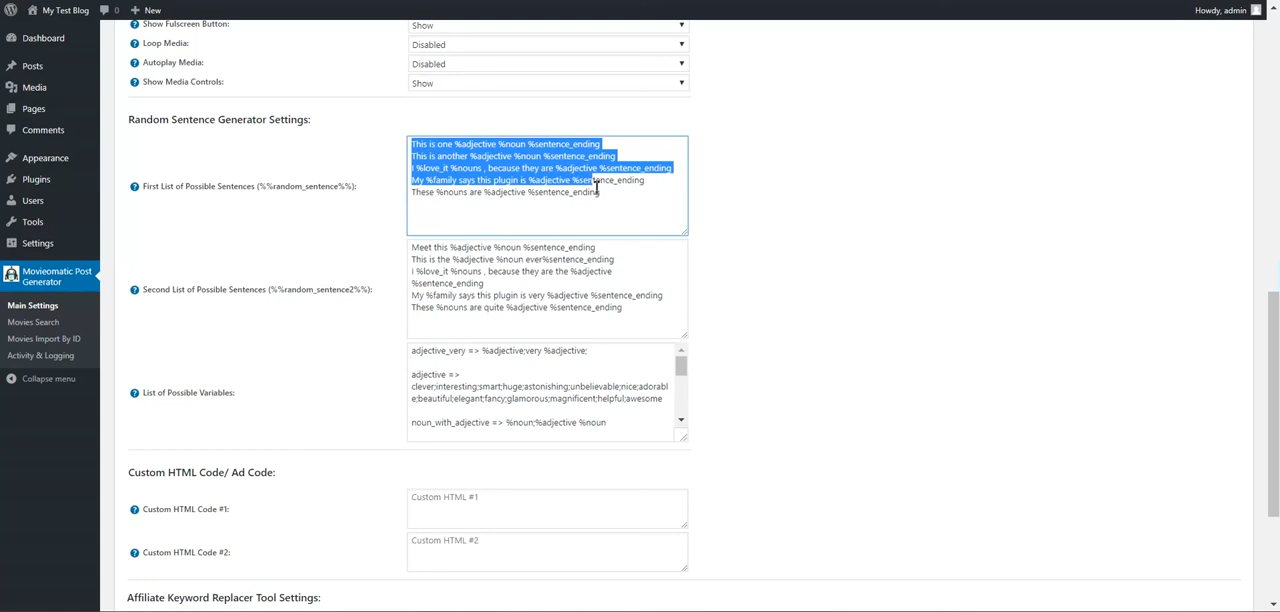 My Test Blog
0
New
Howdy, admin
Dashboard
Posts
Media
Pages
Comments
Appearance
Plugins
Users
Tools
Settings
Movieomatic Post
Generator
Main Settings
Movies Search
Movies Import By ID
Activity & Logging
Collapse menu
Show Fullscreen Button:
Show
Loop Media:
Disabled
Autoplay Media:
Disabled
Show Media Controls:
Show
Random Sentence Generator Settings:
First List of Possible Sentences (%%random_sentence%%):
This is one %adjective %noun %sentence_ending
This is another %adjective %noun %sentence_ending
I %love_it %nouns , because they are %adjective %sentence_ending
My %family says this plugin is %adjective %sentence_ending
These %nouns are %adjective %sentence_ending
Second List of Possible Sentences (%%random_sentence2%%):
Meet this %adjective %noun %sentence_ending
This is the %adjective %noun ever%sentence_ending
I %love_it %nouns , because they are the %adjective
%sentence_ending
My %family says this plugin is very %adjective %sentence_ending
These %nouns are quite %adjective %sentence_ending
List of Possible Variables:
adjective_very => %adjective;very %adjective;
adjective =>
clever;interesting;smart;huge;astonishing;unbelievable;nice;adorabl
e;beautiful;elegant;fancy;glamorous;magnificent;helpful;awesome
noun_with_adjective => %noun;%adjective %noun
Custom HTML Code/ Ad Code:
Custom HTML Code #1:
Custom HTML #1
Custom HTML Code #2:
Custom HTML #2
Affiliate Keyword Replacer Tool Settings: